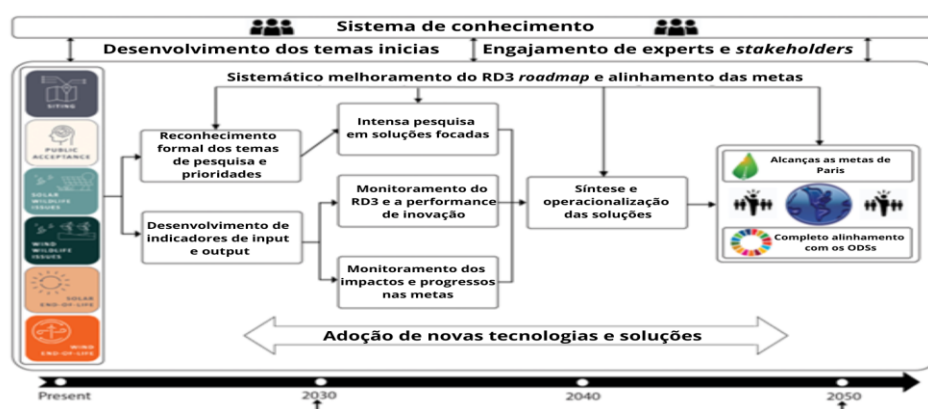 Sistema de conhecimento
Desenvolvimento dos temas inicias
Engajamento de experts e stakeholders
Sistemático melhoramento do RD3 roadmap e alinhamento das metas
SITING
PUBLIC
ACCEPTANCE
SOLAR
WILDLIFE
ISSUES
WIND
WILDLIFE
ISSUES
SOLAR
END-OF-LIFE
WIND
END-OF-LIFE
Reconhecimento
formal dos temas
de pesquisa e
prioridades
Desenvolvimento de
indicadores de input
e output
Intensa pesquisa
em soluções focadas
Monitoramento do
RD3 e a performance
de inovação
Monitoramento dos
impactos e progressos
nas metas
Síntese e
operacionalização
das soluções
Alcanças as metas de
Paris
Completo alinhamento
com os ODSs
Adoção de novas tecnologias e soluções
Present
2030
2040
2050